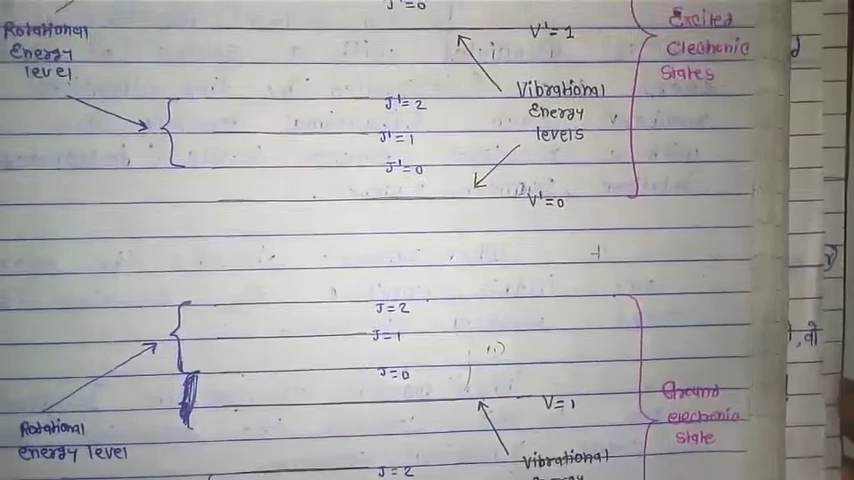 J'=0
Rotational
Energy
level
V'=1
Excited
electronic
states
Vibrational
Energy
levels
J'=2
J'=1
J'=0
V'=0
J=2
J=1
J=0
V=1
Ground
electronic
state
Rotational
energy level
Vibrational
J=2